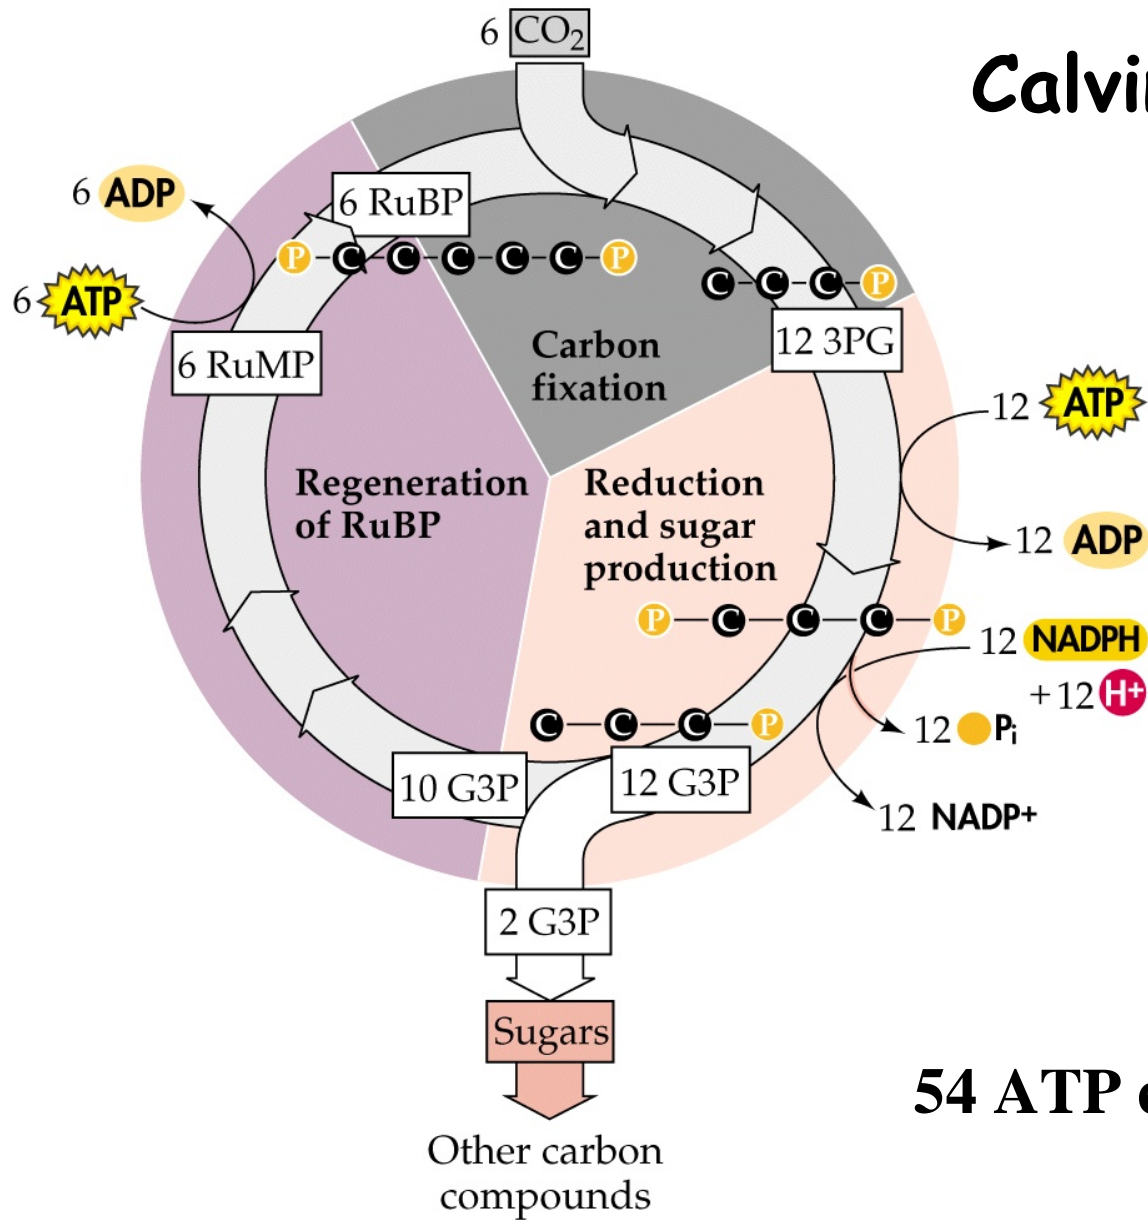 6 CO₂
Calvi
6 ADP
6 RuBP
P C C C C C P
C C C P
6 ATP
Carbon
fixation
12 3PG
6 RuMP
12 ATP
Regeneration
of RuBP
Reduction
and sugar
production
12 ADP
P C C C P
12 NADPH
+ 12 H+
C C C P
12 Pi
10 G3P
12 G3P
12 NADP+
2 G3P
Sugars
54 ATP
Other carbon
compounds